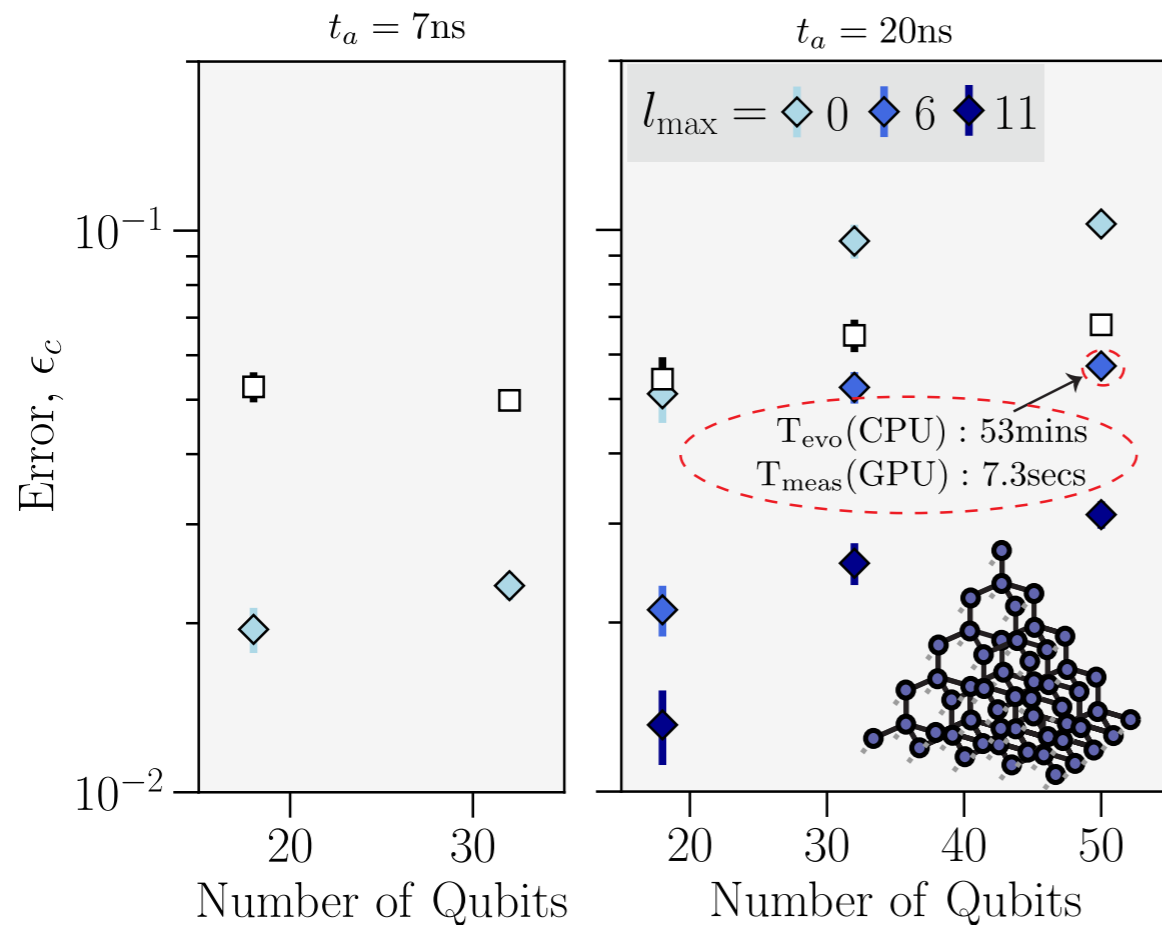 t_a = 7ns
t_a = 20ns
l_max = 0 6 11
10^−1
T_evo(CPU) : 53mins
T_meas(GPU) : 7.3secs
Error, ϵ_c
10^−2
20 30
20 30 40 50
Number of Qubits
Number of Qubits